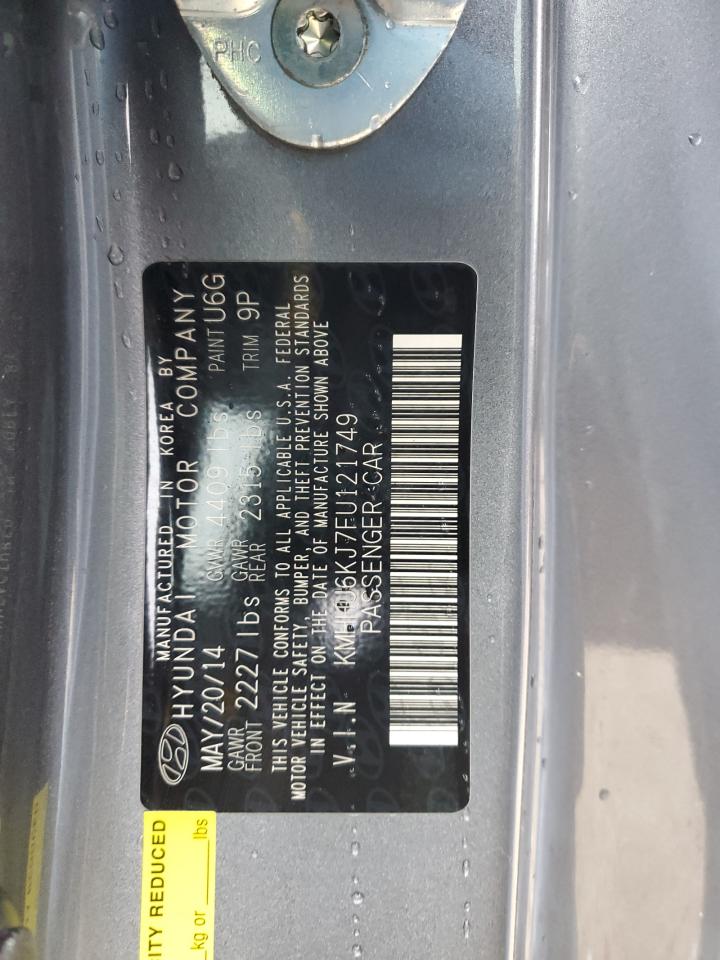 PHC
MANUFACTURED IN KOREA BY
HYUNDAI MOTOR COMPANY
MAY/20/14 GVWR 4409 lbs PAINT U6G
GAWR FRONT 2227 lbs GAWR REAR 2315 lbs TRIM 9P
THIS VEHICLE CONFORMS TO ALL APPLICABLE U.S.A. FEDERAL
MOTOR VEHICLE SAFETY, BUMPER, AND THEFT PREVENTION STANDARDS
IN EFFECT ON THE DATE OF MANUFACTURE SHOWN ABOVE
V.I.N
PASSENGER CAR
REDUCED
kg or lbs